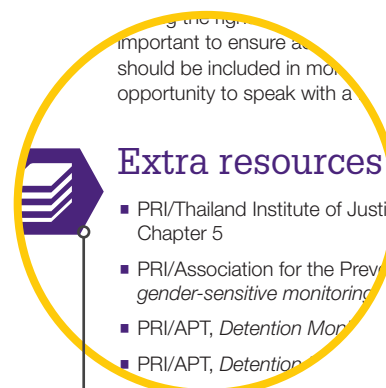 important to ensure
should be included in
opportunity to speak with a
Extra resources
PRI/Thailand Institute of Justi
Chapter 5
PRI/Association for the Preve
gender-sensitive monitoring
PRI/APT, Detention Mon
PRI/APT, Detention